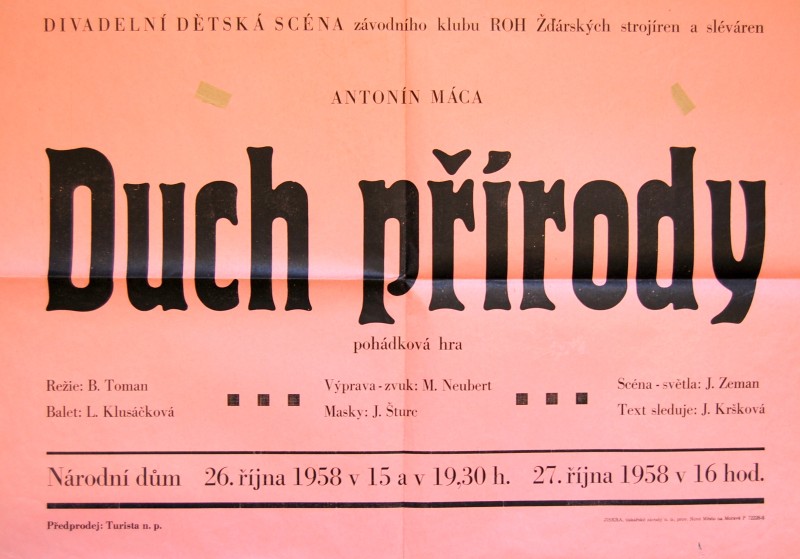 DIVADELNÍ DĚTSKÁ SCÉNA závodního klubu ROH Žďárských strojíren a sléváren
ANTONÍN MÁCA
Duch přírody
pohádková hra
Režie: B. Toman
Balet: L. Klusáčková
Výprava - zvuk: M. Neubert
Masky: J. Šturc
Scéna - světla: J. Zeman
Text sleduje: J. Kršková
Národní dům 26. října 1958 v 15 a v 19,30 h. 27. října 1958 v 16 hod.
Předprodej: Turista n. p.